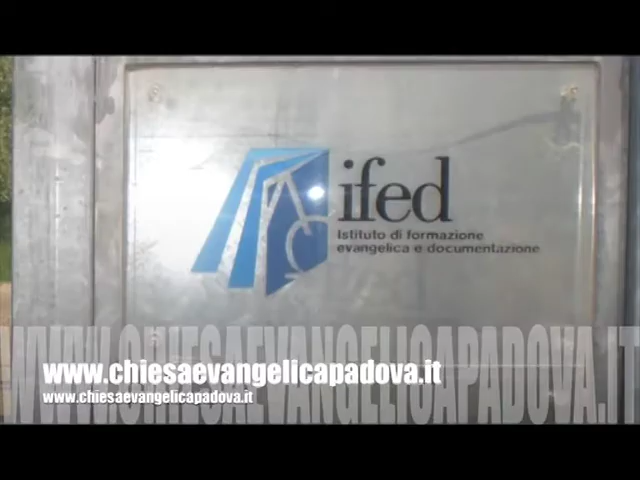 ifed
Istituto di formazione
evangelica e documentazione
WWW.CHIESAEVANGELICAPADOVA.IT
www.chiesaevangelicapadova.it
www.chiesaevangelicapadova.it